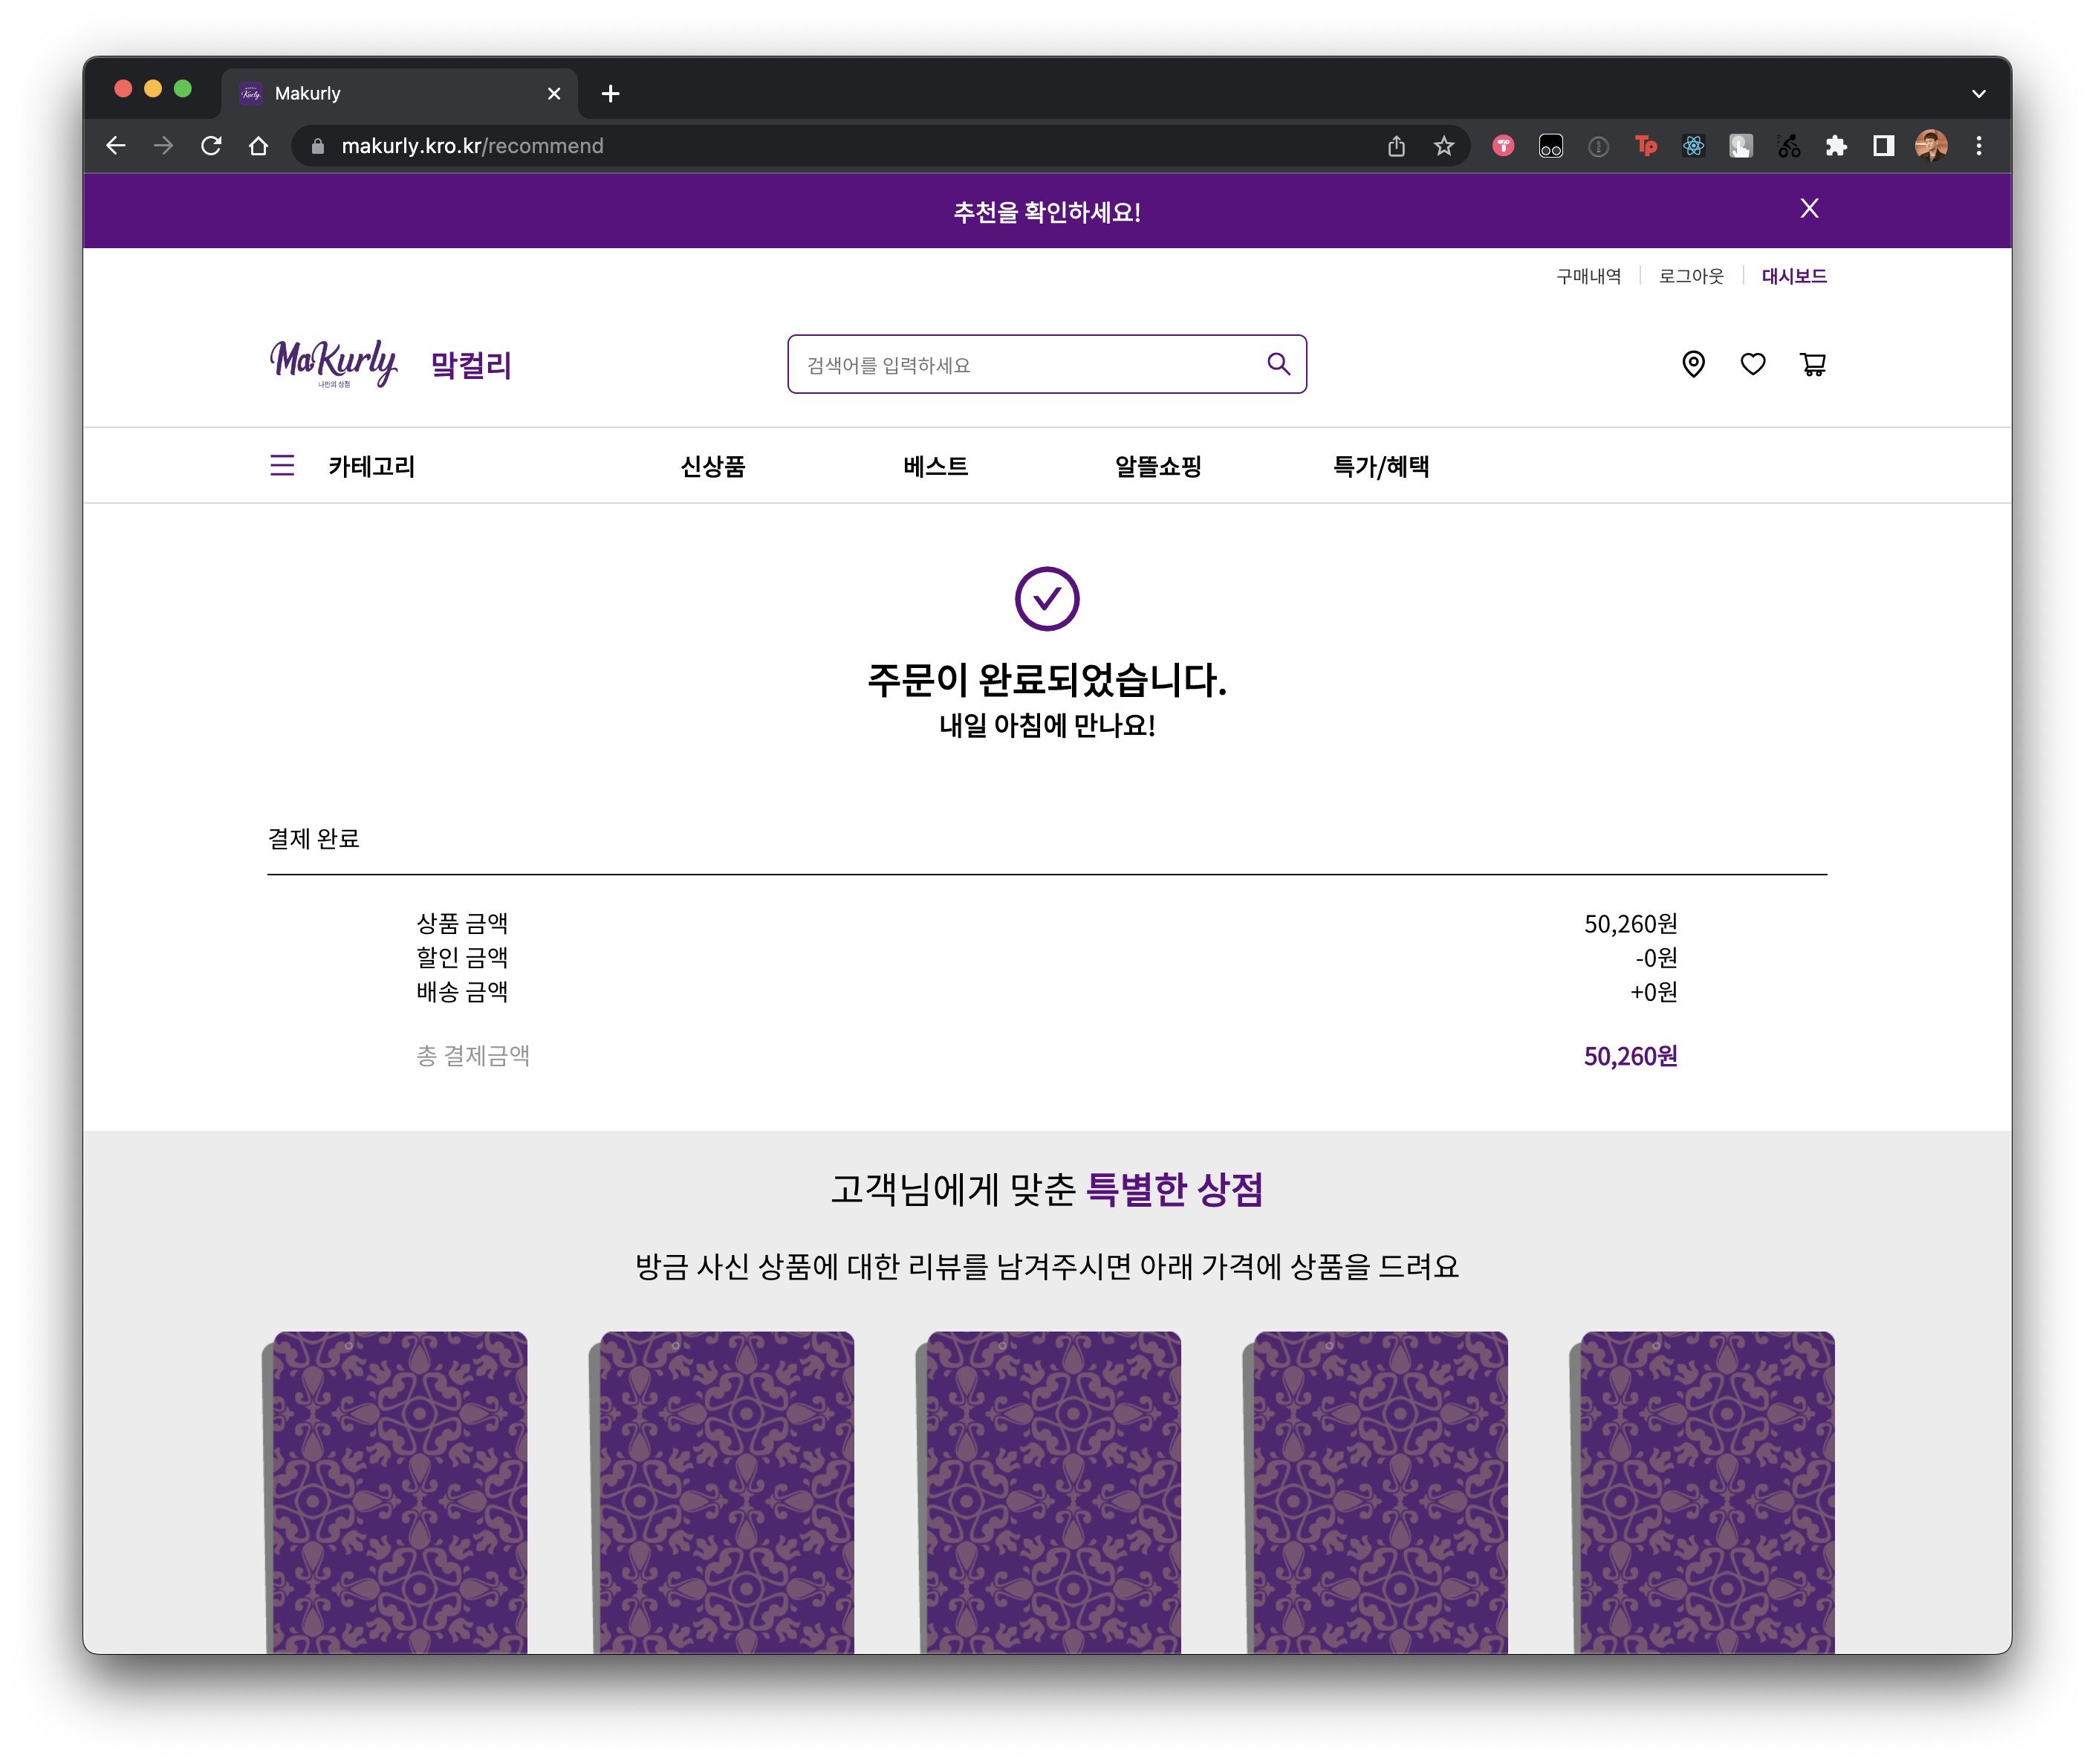 Makurly
makurly.kro.kr/recommend
추천을 확인하세요!
X
구매내역 로그아웃 대시보드
MaKurly
나만의 상점
맠컬리
검색어를 입력하세요
카테고리 신상품 베스트 알뜰쇼핑 특가/혜택
주문이 완료되었습니다.
내일 아침에 만나요!
결제 완료
상품 금액 50,260원
할인 금액 -0원
배송 금액 +0원
총 결제금액 50,260원
고객님에게 맞춘 특별한 상점
방금 사신 상품에 대한 리뷰를 남겨주시면 아래 가격에 상품을 드려요